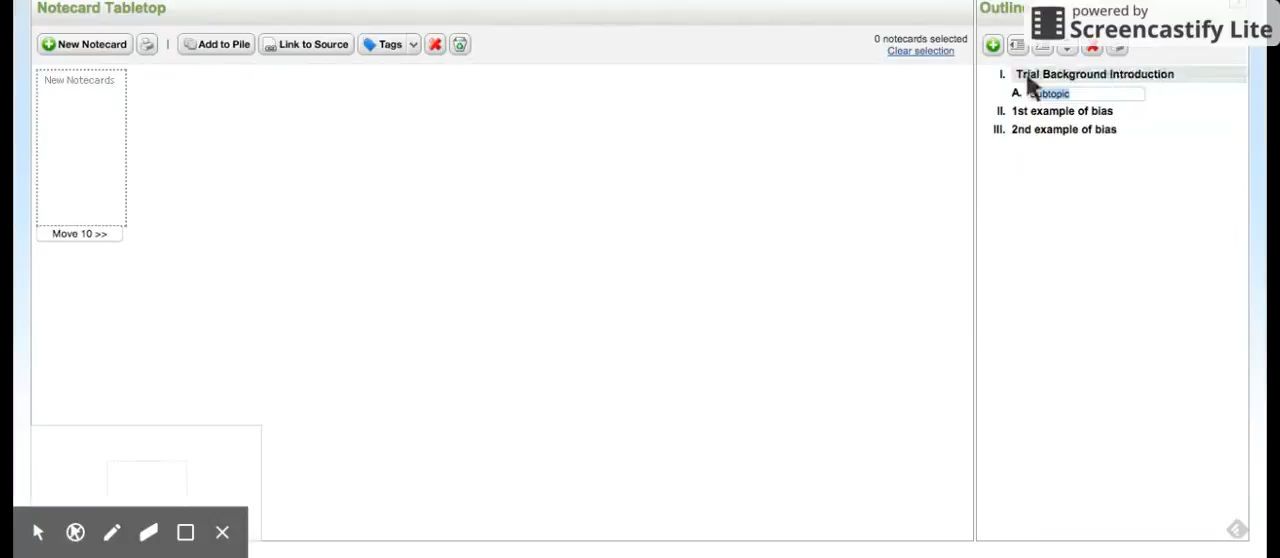 Notecard Tabletop
Outlin
powered by
Screencastify Lite
New Notecard
Add to Pile
Link to Source
Tags
0 notecards selected
Clear selection
New Notecards
Move 10 >>
I. Trial Background Introduction
A. Subtopic
II. 1st example of bias
III. 2nd example of bias